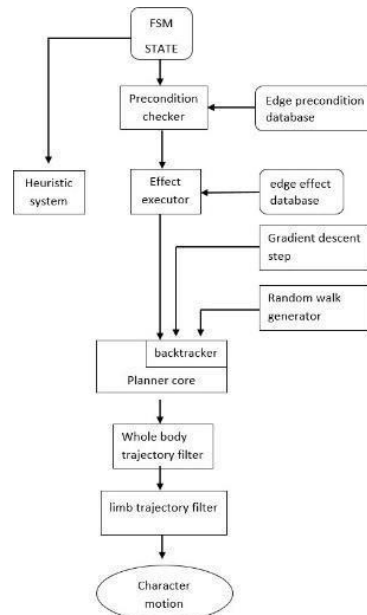 FSM
STATE
Precondition
checker
Edge precondition
database
Heuristic
system
Effect
executor
edge effect
database
Gradient descent
step
Random walk
generator
backtracker
Planner core
Whole body
trajectory filter
limb trajectory filter
Character
motion